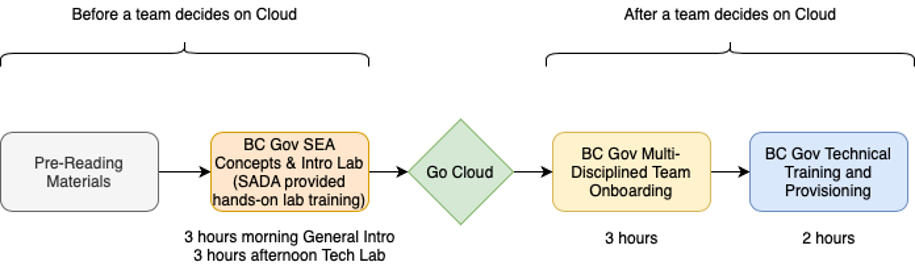 Before a team decides on Cloud
After a team decides on Cloud
Pre-Reading
Materials
BC Gov SEA
Concepts & Intro Lab
(SADA provided
hands-on lab training)
Go Cloud
BC Gov Multi-
Disciplined Team
Onboarding
BC Gov Technical
Training and
Provisioning
3 hours morning General Intro
3 hours afternoon Tech Lab
3 hours
2 hours